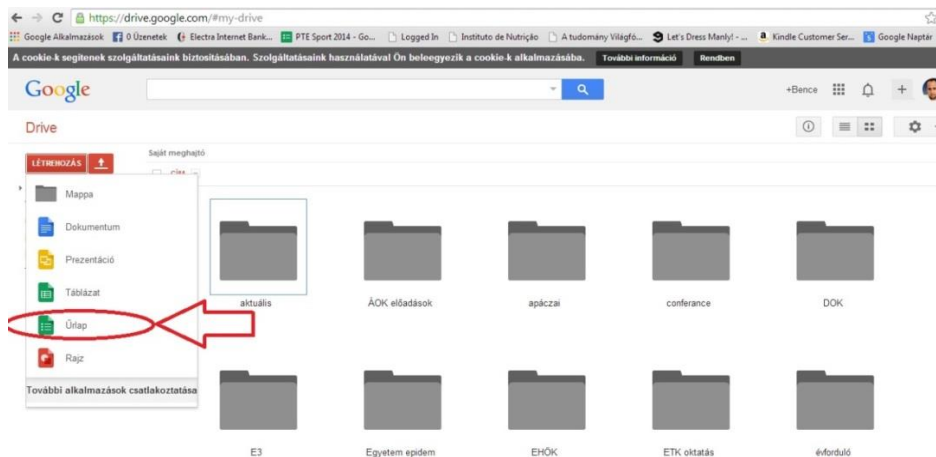 https://drive.google.com/#my-drive
Google Alkalmazások 0 Üzenetek Electra Internet Bank... PTE Sport 2014 - Go... Logged In Instituto de Nutrição A tudomány Világfó... Let's Dress Manly! - ... Kindle Customer Ser... Google Naptár
A cookie-k segítenek szolgáltatásaink biztosításában. Szolgáltatásaink használatával Ön beleegyezik a cookie-k alkalmazásába. További információ Rendben
Google +Bence
Drive
LÉTREHOZÁS Saját meghajtó
Mappa
Dokumentum
Prezentáció
Táblázat
Űrlap
Rajz
További alkalmazások csatlakoztatása
aktuális ÀOK előadások apáczai conferance DOK
E3 Egyetem epidem EHÖK ETK oktatás évforduló